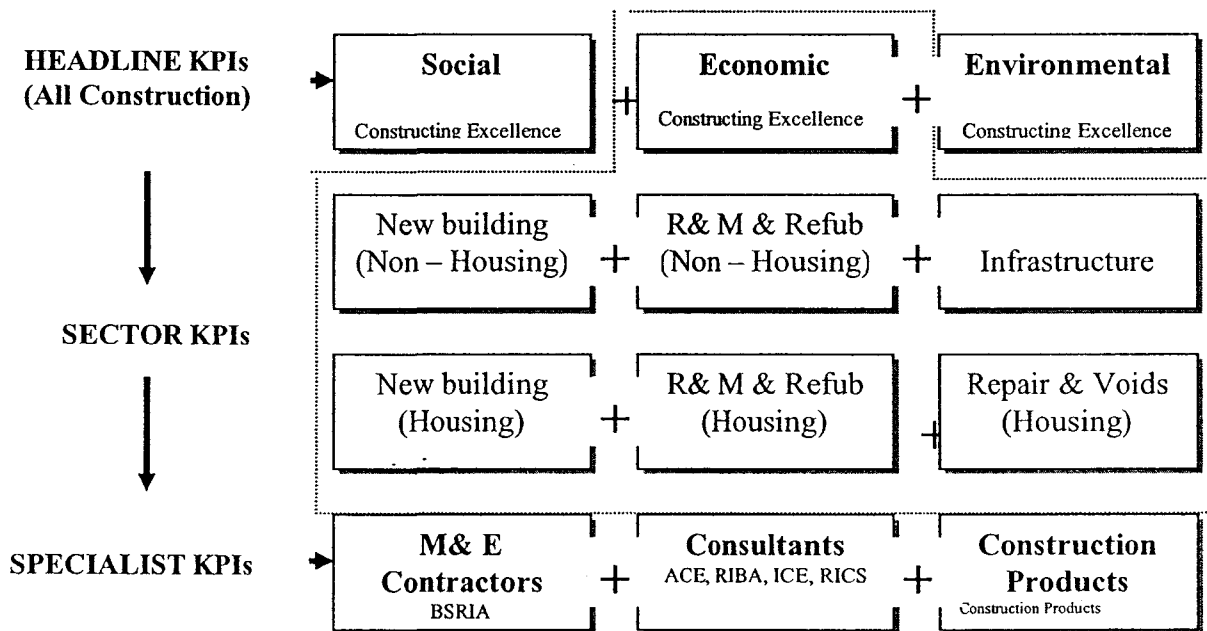 HEADLINE KPIs
(All Construction)
Social
Constructing Excellence
+
Economic
Constructing Excellence
+
Environmental
Constructing Excellence
SECTOR KPIs
New building
(Non – Housing)
+
R& M & Refub
(Non – Housing)
+
Infrastructure
New building
(Housing)
+
R& M & Refub
(Housing)
+
Repair & Voids
(Housing)
SPECIALIST KPIs
M& E
Contractors
BSRIA
+
Consultants
ACE, RIBA, ICE, RICS
+
Construction
Products
Construction Products